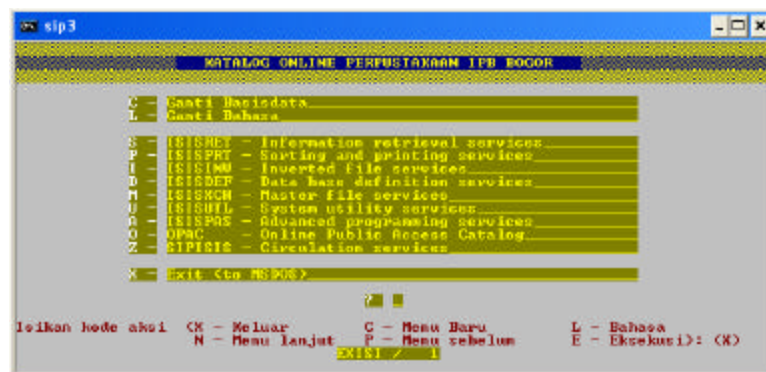 sip3
KATALOG ONLINE PERPUSTAKAAN IPB BOGOR
C - Ganti Basisdata
L - Ganti Bahasa
S - ISISRET - Information retrieval services
P - ISISPRT - Sorting and printing services
I - ISISINV - Inverted file services
D - ISISDEF - Data base definition services
M - ISISXCH - Master file services
U - ISISUTL - System utility services
A - ISISPAS - Advanced programming services
O - OPAC - Online Public Access Catalog
Z - SIPISIS - Circulation services
X - Exit (to MSDOS)
?
Isikan kode aksi (X - Keluar C - Menu Baru L - Bahasa
N - Menu lanjut P - Menu sebelum E - Eksekusi): (X)
EXISI / 1